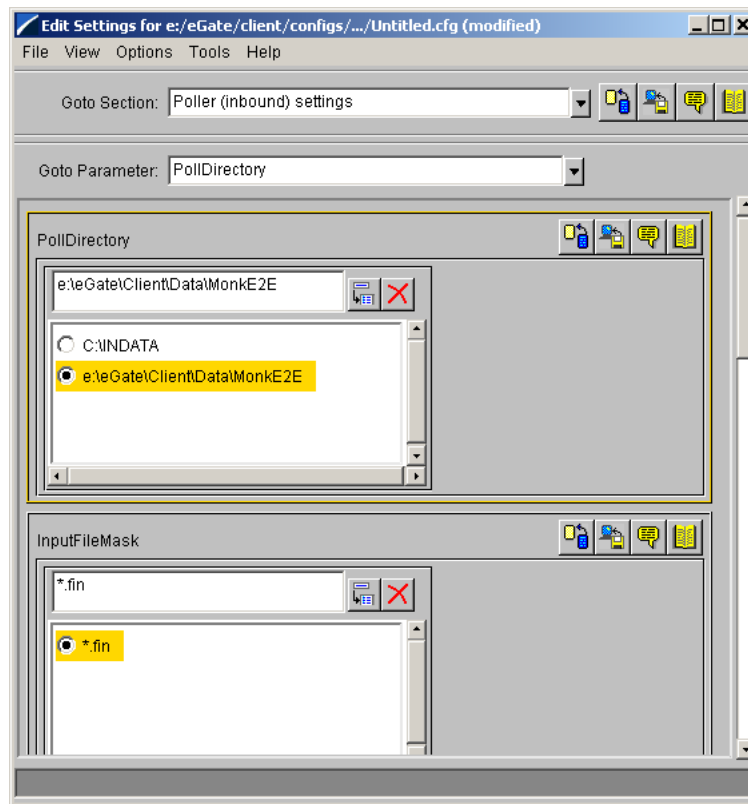 Edit Settings for e:/eGate/client/configs/.../Untitled.cfg (modified)
File View Options Tools Help
Goto Section: Poller (inbound) settings
Goto Parameter: PollDirectory
PollDirectory
e:\eGate\Client\Data\MonkE2E
C:\INDATA
e:\eGate\Client\Data\MonkE2E
InputFileMask
*.fin
*.fin